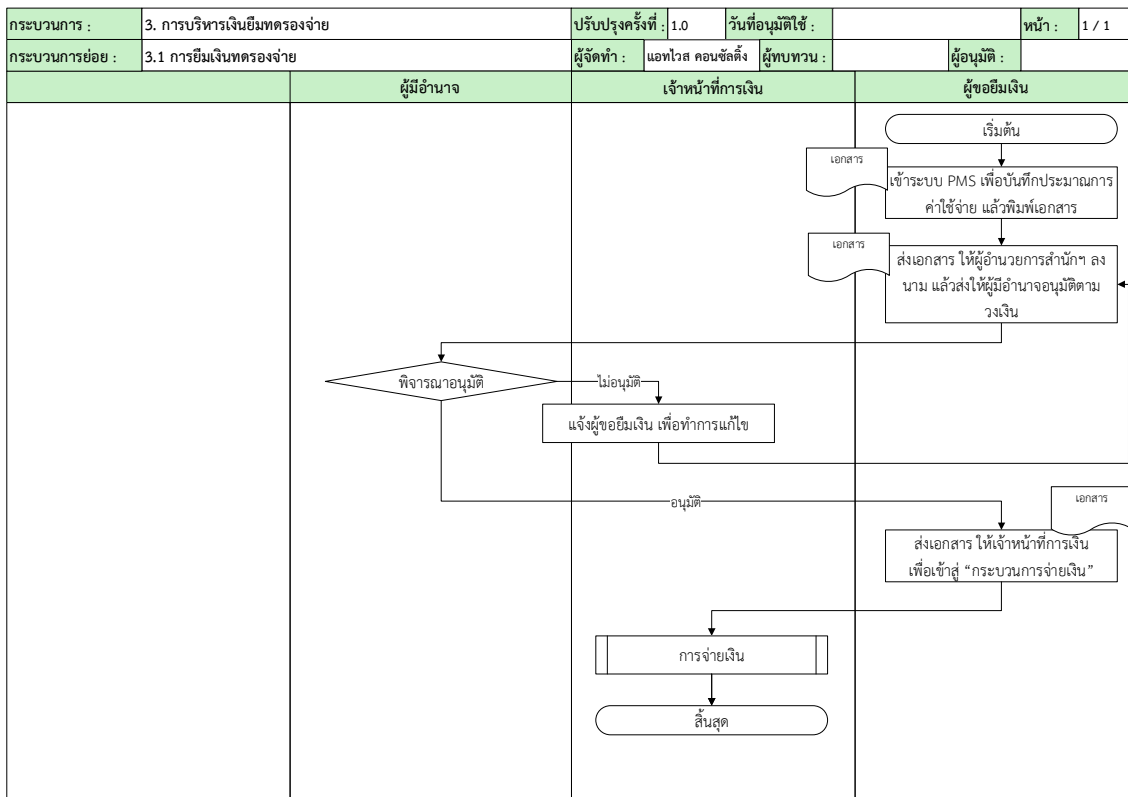 กระบวนการ : 3. การบริหารเงินยืมทดรองจ่าย ปรับปรุงครั้งที่ : 1.0 วันที่อนุมัติใช้ : หน้า : 1 / 1
กระบวนการย่อย : 3.1 การยืมเงินทดรองจ่าย ผู้จัดทำ : แอทไวส คอนซัลติ้ง ผู้ทบทวน : ผู้อนุมัติ :
ผู้มีอำนาจ เจ้าหน้าที่การเงิน ผู้ขอยืมเงิน
เริ่มต้น
เอกสาร
เข้าระบบ PMS เพื่อบันทึกประมาณการ
ค่าใช้จ่าย แล้วพิมพ์เอกสาร
เอกสาร
ส่งเอกสาร ให้ผู้อำนวยการสำนักฯ ลง
นาม แล้วส่งให้ผู้มีอำนาจอนุมัติตาม
วงเงิน
พิจารณาอนุมัติ
ไม่อนุมัติ
แจ้งผู้ขอยืมเงิน เพื่อทำการแก้ไข
อนุมัติ
เอกสาร
ส่งเอกสาร ให้เจ้าหน้าที่การเงิน
เพื่อเข้าสู่ “กระบวนการจ่ายเงิน”
การจ่ายเงิน
สิ้นสุด